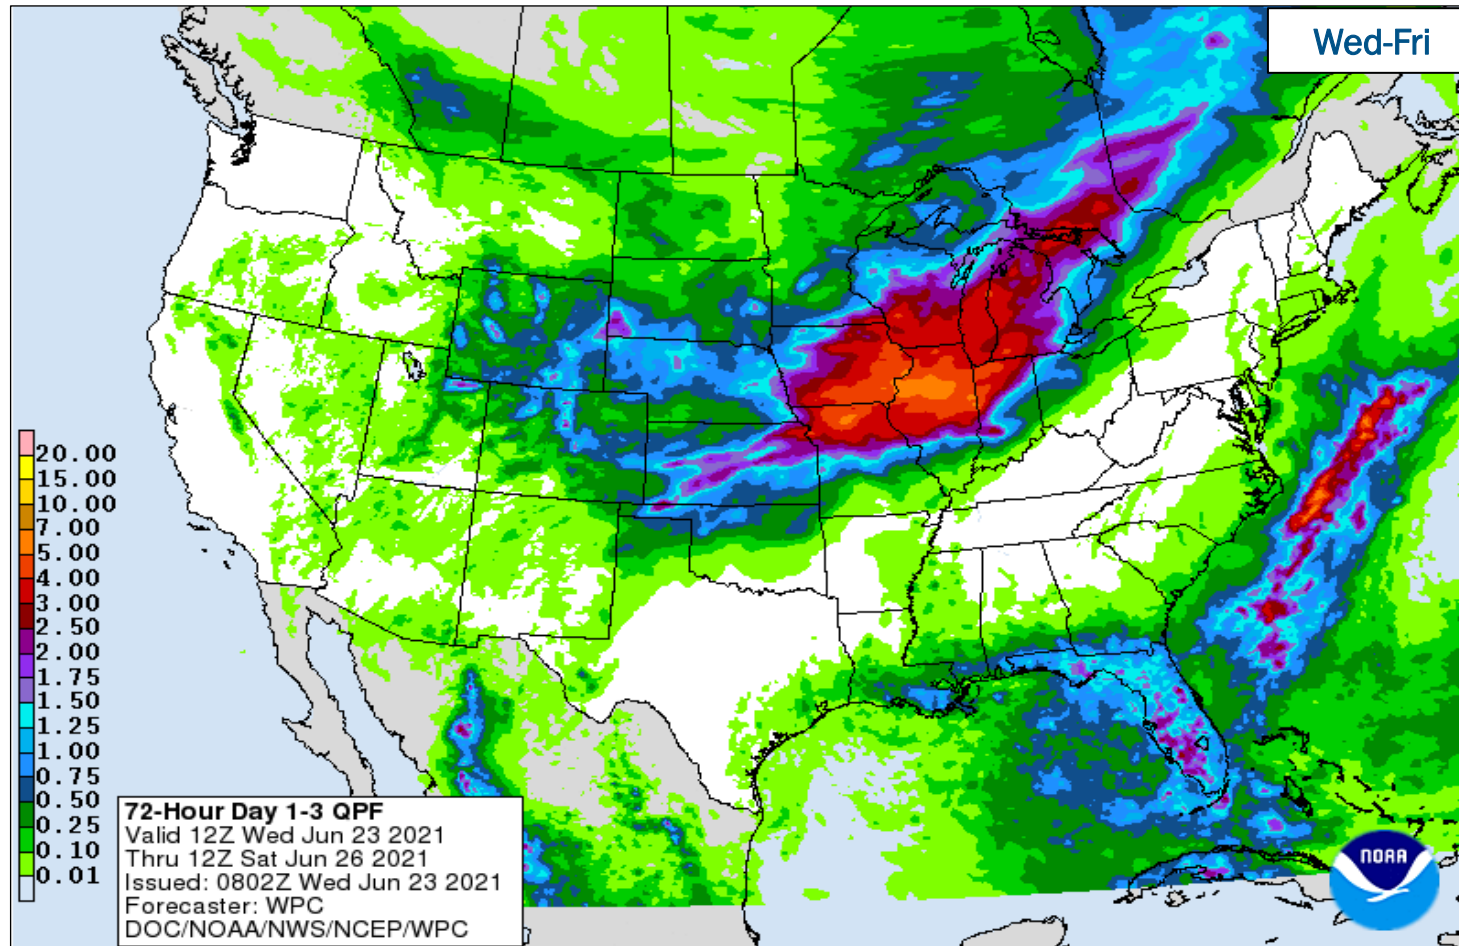 Wed-Fri
20.00
15.00
10.00
7.00
5.00
4.00
3.00
2.50
2.00
1.75
1.50
1.25
1.00
0.75
0.50
0.25
0.10
0.01
72-Hour Day 1-3 QPF
Valid 12Z Wed Jun 23 2021
Thru 12Z Sat Jun 26 2021
Issued: 0802Z Wed Jun 23 2021
Forecaster: WPC
DOC/NOAA/NWS/NCEP/WPC
NOAA